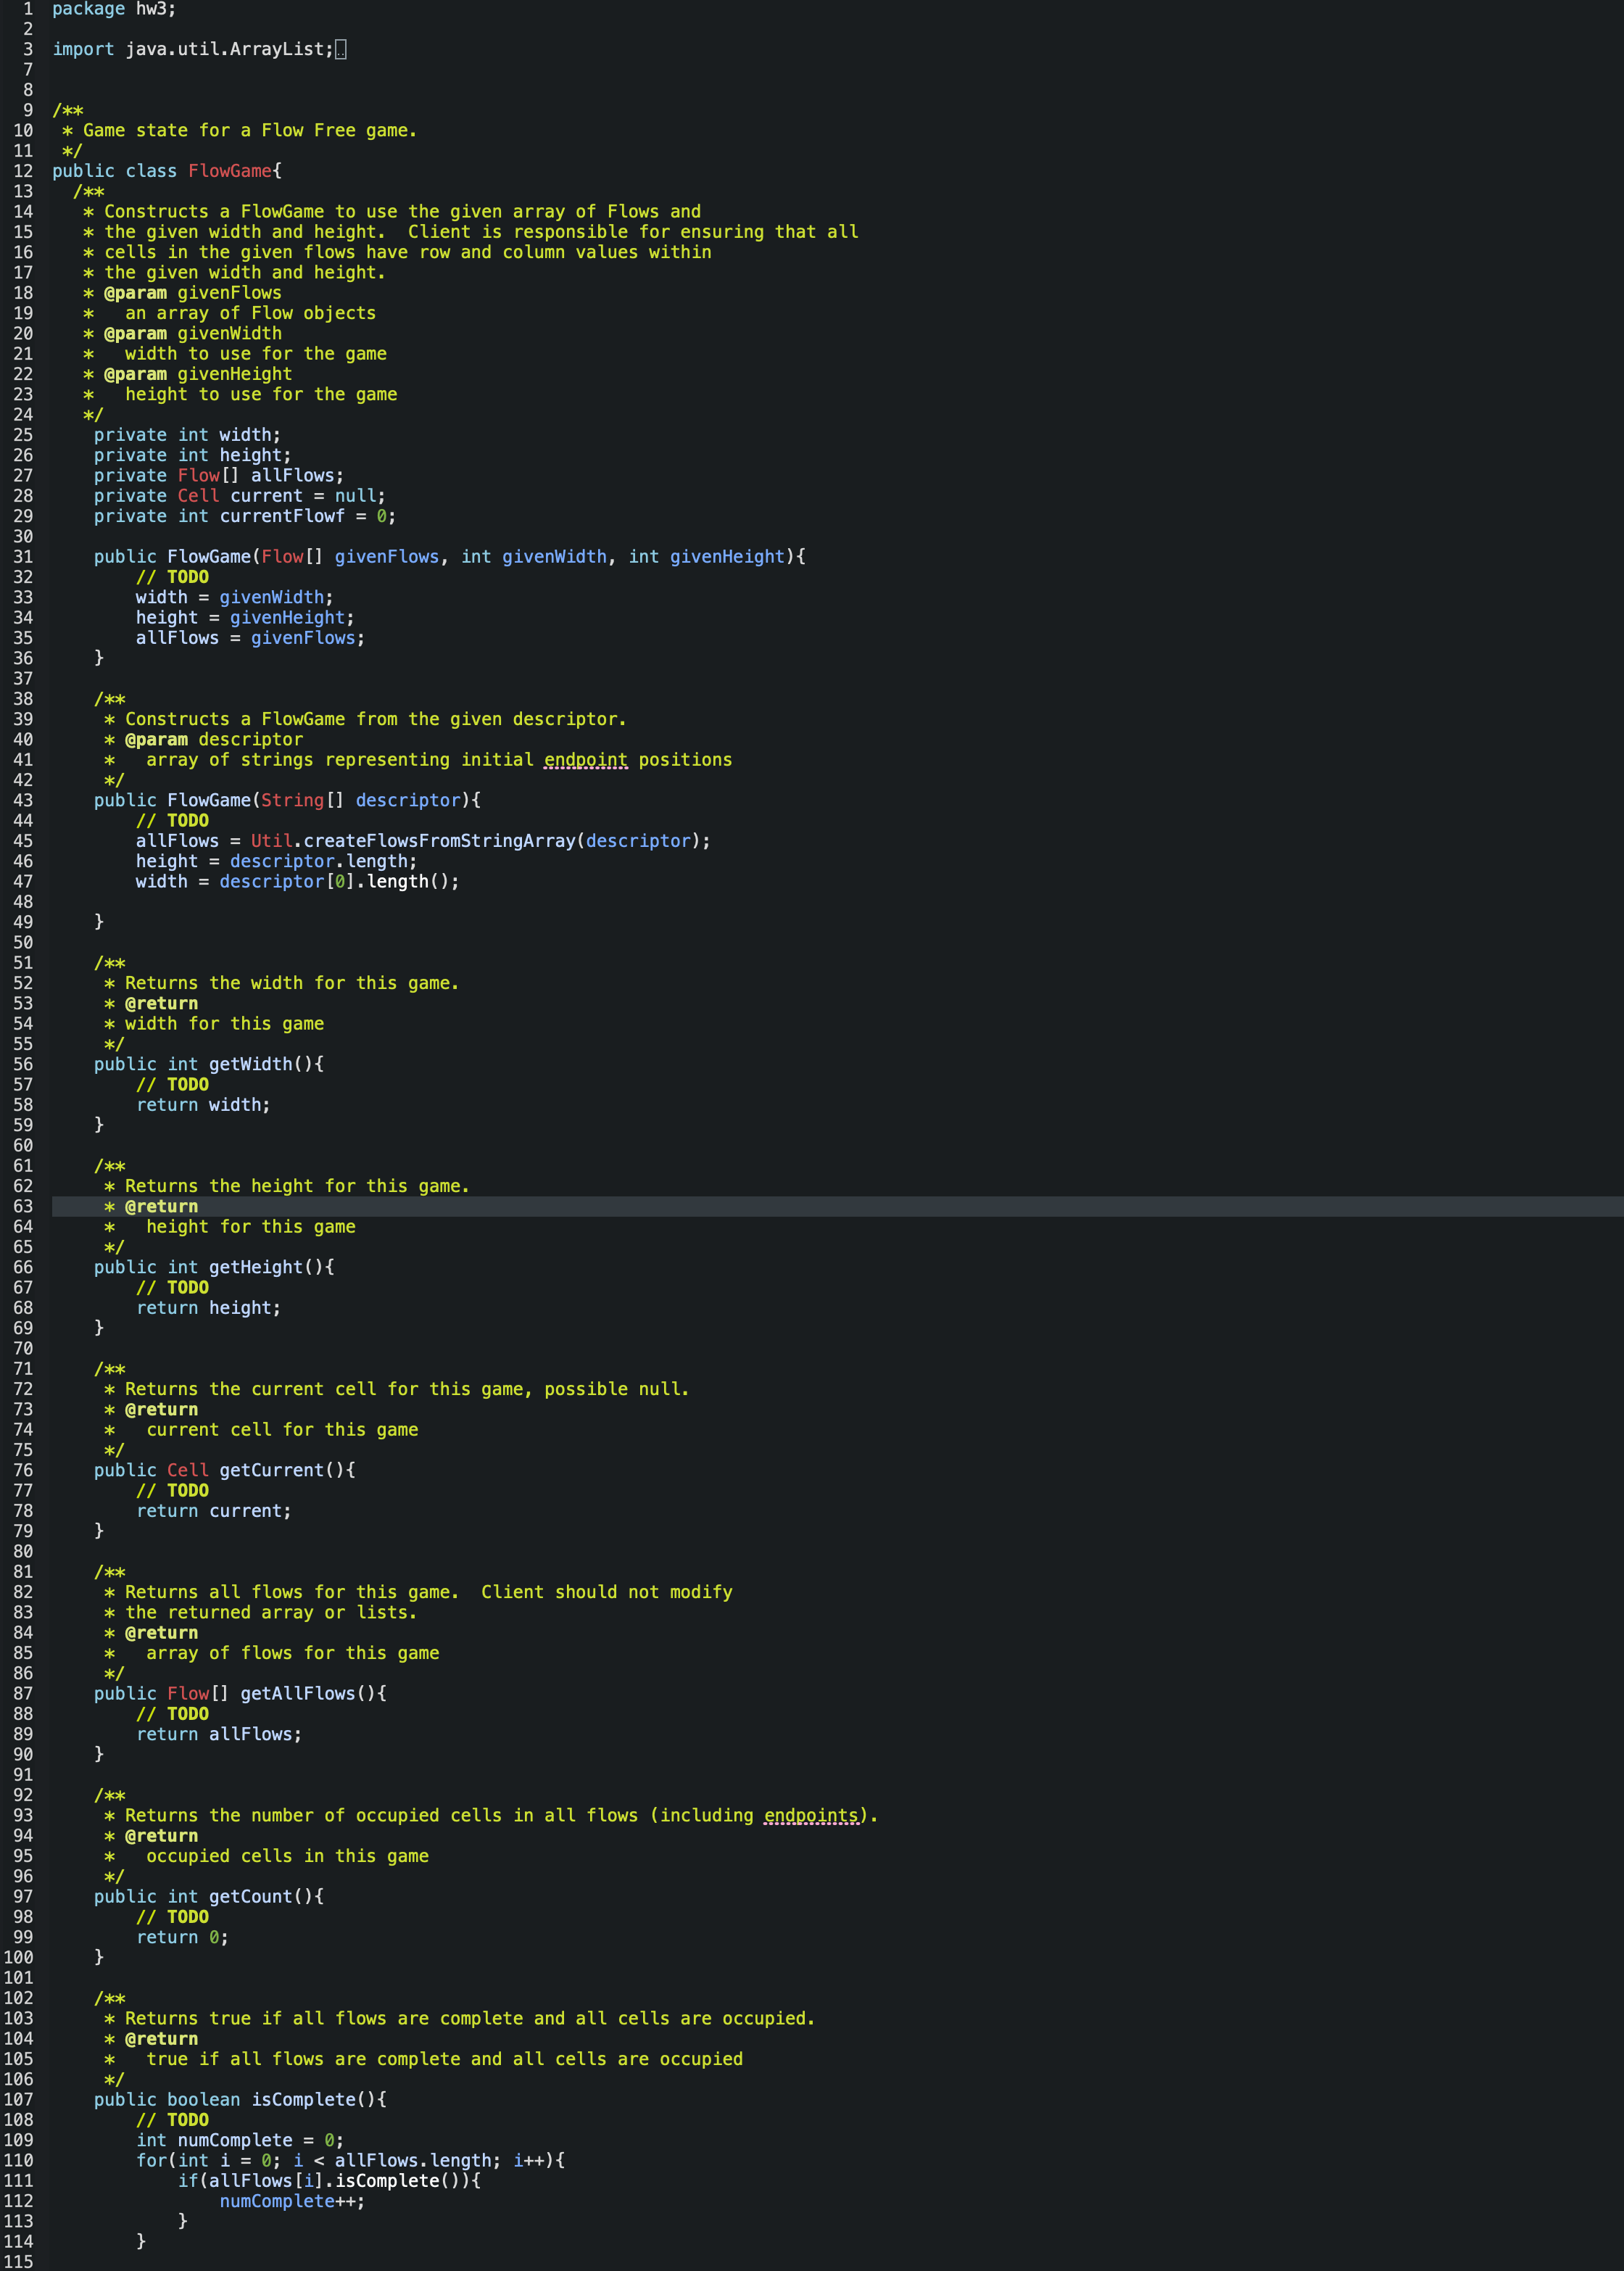 1 package hw3;
2
3 import java.util.ArrayList;
7
8
9 /**
10 * Game state for a Flow Free game.
11 */
12 public class FlowGame{
13 /**
14 * Constructs a FlowGame to use the given array of Flows and
15 * the given width and height.  Client is responsible for ensuring that all
16 * cells in the given flows have row and column values within
17 * the given width and height.
18 * @param givenFlows
19 *   an array of Flow objects
20 * @param givenWidth
21 *   width to use for the game
22 * @param givenHeight
23 *   height to use for the game
24 */
25 private int width;
26 private int height;
27 private Flow[] allFlows;
28 private Cell current = null;
29 private int currentFlowf = 0;
30
31 public FlowGame(Flow[] givenFlows, int givenWidth, int givenHeight){
32 // TODO
33 width = givenWidth;
34 height = givenHeight;
35 allFlows = givenFlows;
36 }
37
38 /**
39 * Constructs a FlowGame from the given descriptor.
40 * @param descriptor
41 *   array of strings representing initial endpoint positions
42 */
43 public FlowGame(String[] descriptor){
44 // TODO
45 allFlows = Util.createFlowsFromStringArray(descriptor);
46 height = descriptor.length;
47 width = descriptor[0].length();
48
49 }
50
51 /**
52 * Returns the width for this game.
53 * @return
54 * width for this game
55 */
56 public int getWidth(){
57 // TODO
58 return width;
59 }
60
61 /**
62 * Returns the height for this game.
63 * @return
64 *   height for this game
65 */
66 public int getHeight(){
67 // TODO
68 return height;
69 }
70
71 /**
72 * Returns the current cell for this game, possible null.
73 * @return
74 *   current cell for this game
75 */
76 public Cell getCurrent(){
77 // TODO
78 return current;
79 }
80
81 /**
82 * Returns all flows for this game.  Client should not modify
83 * the returned array or lists.
84 * @return
85 *   array of flows for this game
86 */
87 public Flow[] getAllFlows(){
88 // TODO
89 return allFlows;
90 }
91
92 /**
93 * Returns the number of occupied cells in all flows (including endpoints).
94 * @return
95 *   occupied cells in this game
96 */
97 public int getCount(){
98 // TODO
99 return 0;
100 }
101
102 /**
103 * Returns true if all flows are complete and all cells are occupied.
104 * @return
105 *   true if all flows are complete and all cells are occupied
106 */
107 public boolean isComplete(){
108 // TODO
109 int numComplete = 0;
110 for(int i = 0; i < allFlows.length; i++){
111 if(allFlows[i].isComplete()){
112 numComplete++;
113 }
114 }
115